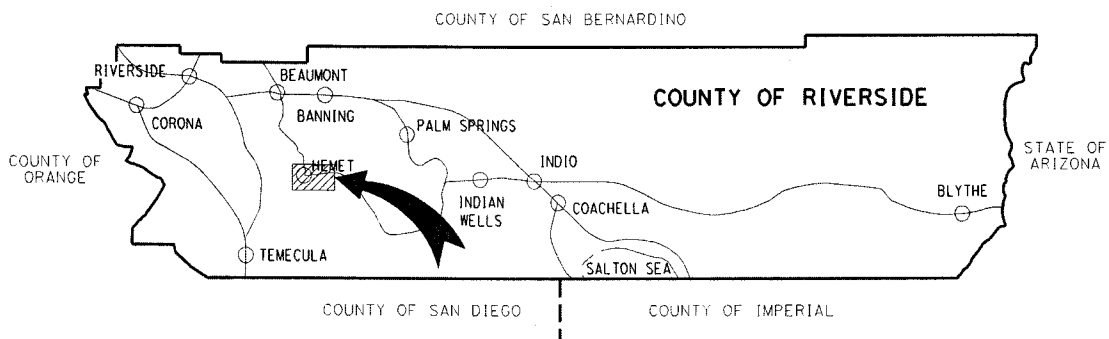 COUNTY OF SAN BERNARDINO
RIVERSIDE
BEAUMONT
COUNTY OF RIVERSIDE
CORONA
BANNING
PALM SPRINGS
COUNTY OF
ORANGE
HEMET
INDIO
STATE OF
ARIZONA
BLYTHE
INDIAN
WELLS
COACHELLA
TEMECULA
SALTON SEA
COUNTY OF SAN DIEGO
COUNTY OF IMPERIAL